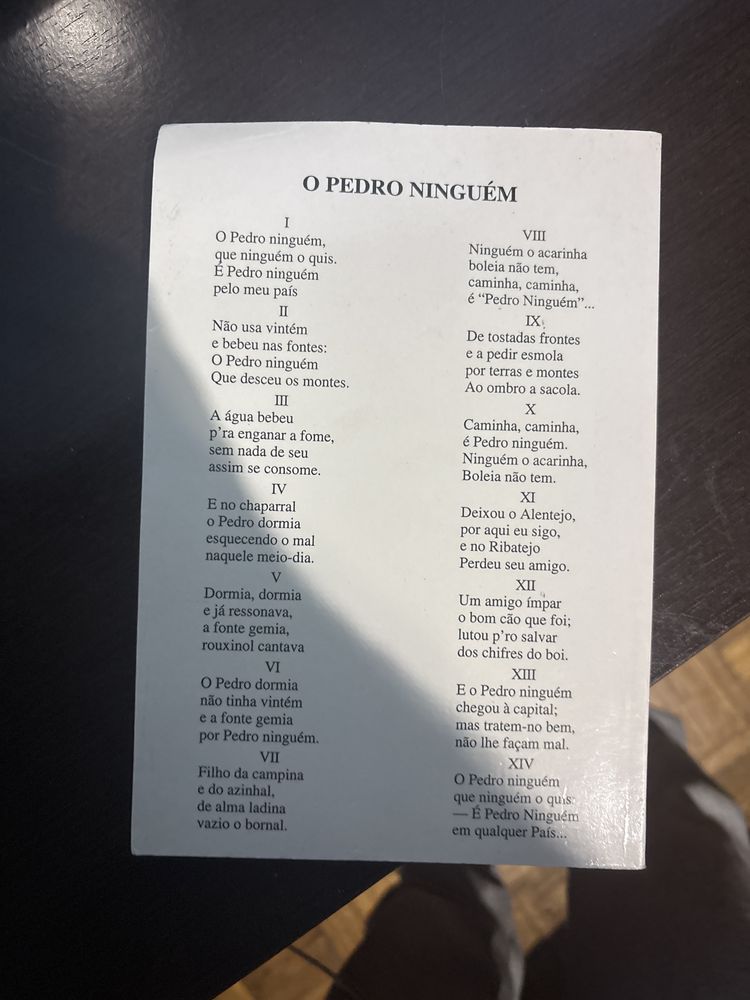 O PEDRO NINGUÉM
I
O Pedro ninguém,
que ninguém o quis.
É Pedro ninguém
pelo meu país
II
Não usa vintém
e bebeu nas fontes:
O Pedro ninguém
Que desceu os montes.
III
A água bebeu
p'ra enganar a fome,
sem nada de seu
assim se consome.
IV
E no chaparral
o Pedro dormia
esquecendo o mal
naquele meio-dia.
V
Dormia, dormia
e já ressonava,
a fonte gemia,
rouxinol cantava
VI
O Pedro dormia
não tinha vintém
e a fonte gemia
por Pedro ninguém.
VII
Filho da campina
e do azinhal,
de alma ladina
vazio o bornal.
VIII
Ninguém o acarinha
boleia não tem,
caminha, caminha,
é “Pedro Ninguém”...
IX
De tostadas frontes
e a pedir esmola
por terras e montes
Ao ombro a sacola.
X
Caminha, caminha,
é Pedro ninguém.
Ninguém o acarinha,
Boleia não tem.
XI
Deixou o Alentejo,
por aqui eu sigo,
e no Ribatejo
Perdeu seu amigo.
XII
Um amigo ímpar
o bom cão que foi;
lutou p'ro salvar
dos chifres do boi.
XIII
E o Pedro ninguém
chegou à capital;
mas tratem-no bem,
não lhe façam mal.
XIV
O Pedro ninguém
que ninguém o quis:
— É Pedro Ninguém
em qualquer País...